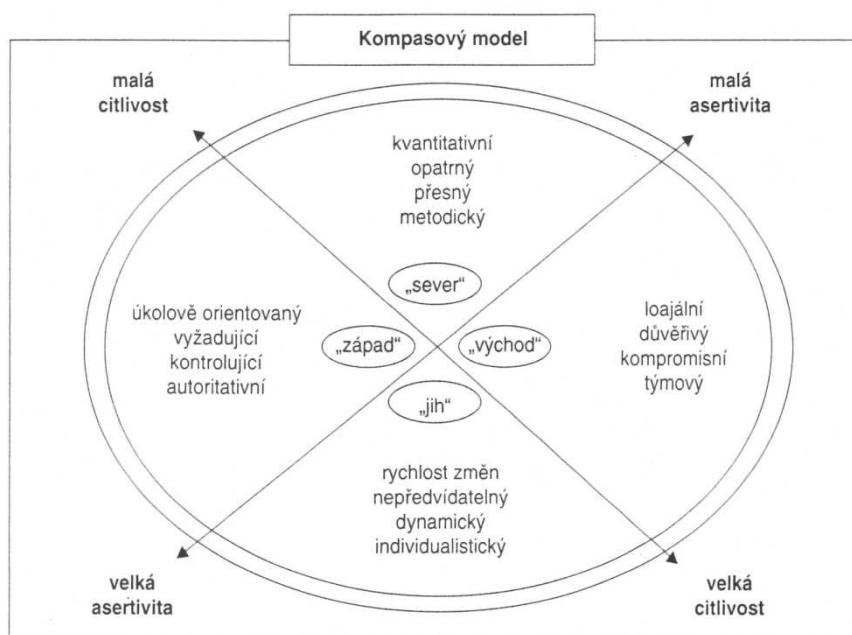 Kompasový model
malá
citlivost
malá
asertivita
kvantitativní
opatrný
přesný
metodický
„sever“
úkolově orientovaný
vyžadující
kontrolující
autoritativní
„západ“
„východ“
loajální
důvěřivý
kompromisní
týmový
„jih“
rychlost změn
nepředvídatelný
dynamický
individualistický
velká
asertivita
velká
citlivost